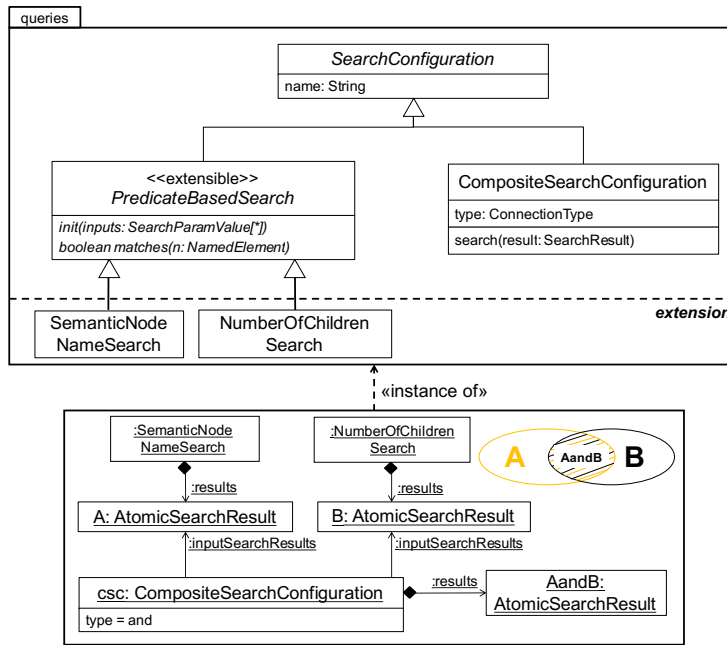 queries
SearchConfiguration
name: String
<<extensible>>
PredicateBasedSearch
init(inputs: SearchParamValue[*])
boolean matches(n: NamedElement)
CompositeSearchConfiguration
type: ConnectionType
search(result: SearchResult)
extension
SemanticNode
NameSearch
NumberOfChildren
Search
«instance of»
:SemanticNode
NameSearch
:NumberOfChildren
Search
A
AandB
B
:results
:results
A: AtomicSearchResult
B: AtomicSearchResult
:inputSearchResults
:inputSearchResults
csc: CompositeSearchConfiguration
type = and
:results
AandB:
AtomicSearchResult